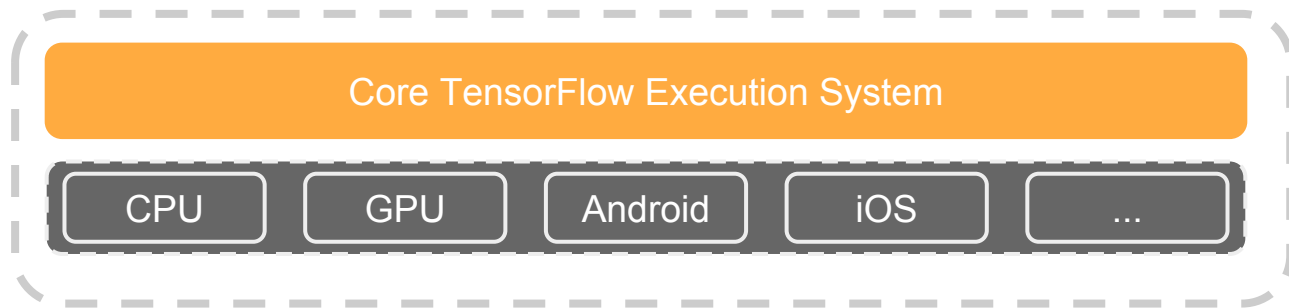 Core TensorFlow Execution System
CPU GPU Android iOS ...